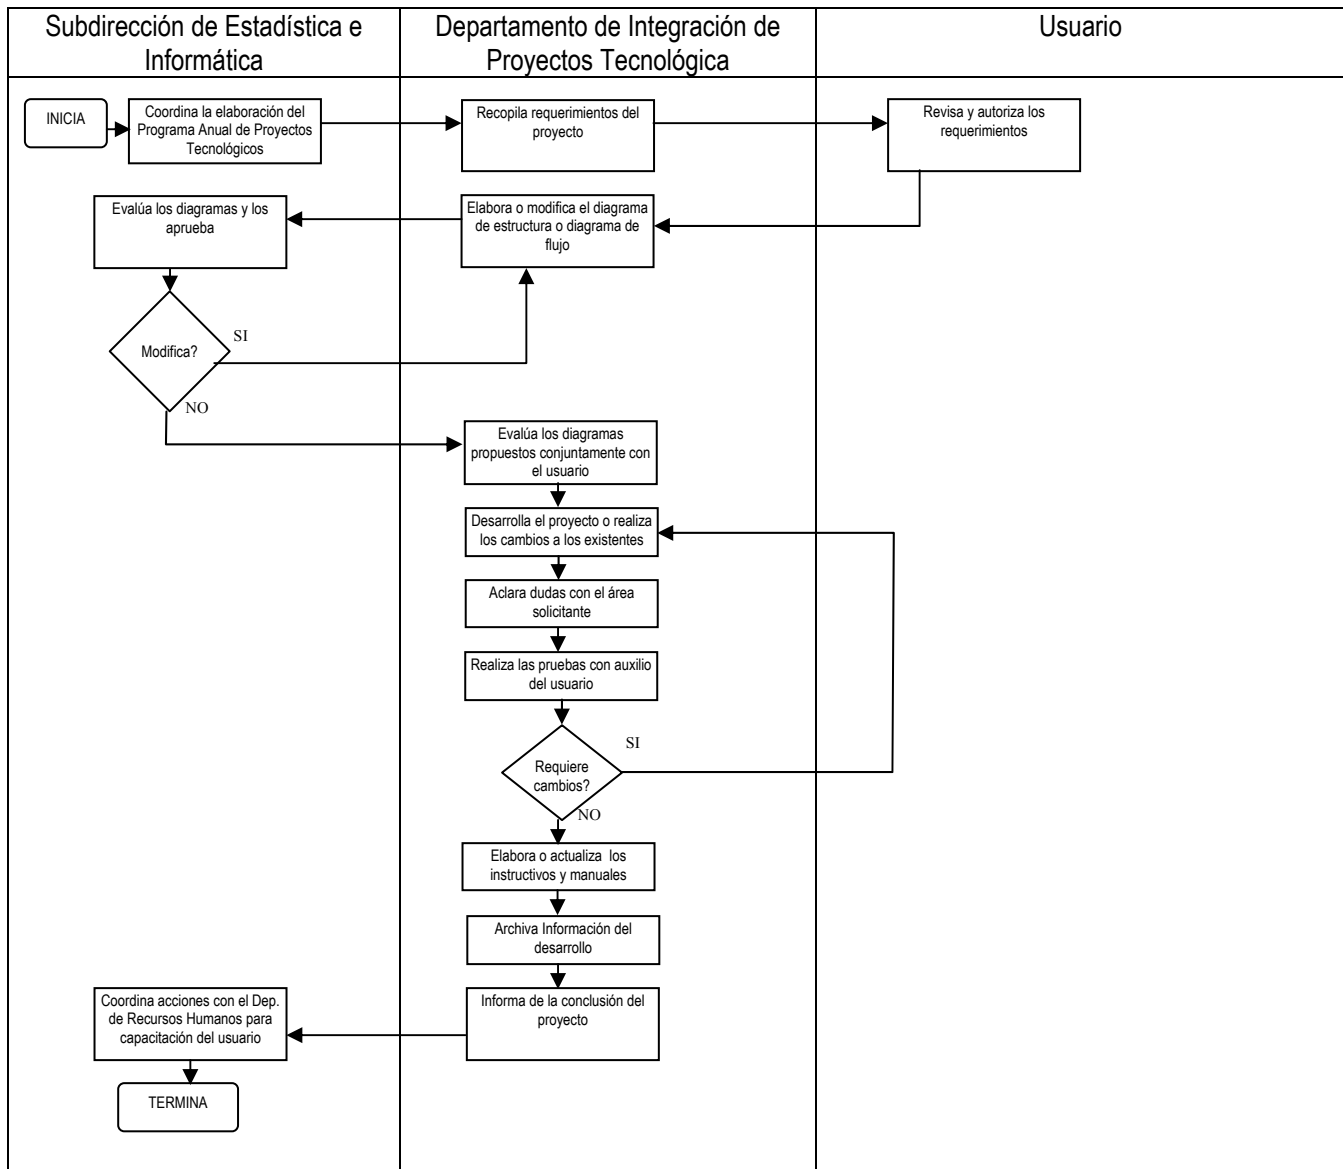 Subdirección de Estadística e
Informática
Departamento de Integración de
Proyectos Tecnológica
Usuario
INICIA
Coordina la elaboración del
Programa Anual de Proyectos
Tecnológicos
Recopila requerimientos del
proyecto
Revisa y autoriza los
requerimientos
Evalúa los diagramas y los
aprueba
Elabora o modifica el diagrama
de estructura o diagrama de
flujo
Modifica?
SI
NO
Evalúa los diagramas
propuestos conjuntamente con
el usuario
Desarrolla el proyecto o realiza
los cambios a los existentes
Aclara dudas con el área
solicitante
Realiza las pruebas con auxilio
del usuario
Requiere
cambios?
SI
NO
Elabora o actualiza los
instructivos y manuales
Archiva Información del
desarrollo
Informa de la conclusión del
proyecto
Coordina acciones con el Dep.
de Recursos Humanos para
capacitación del usuario
TERMINA